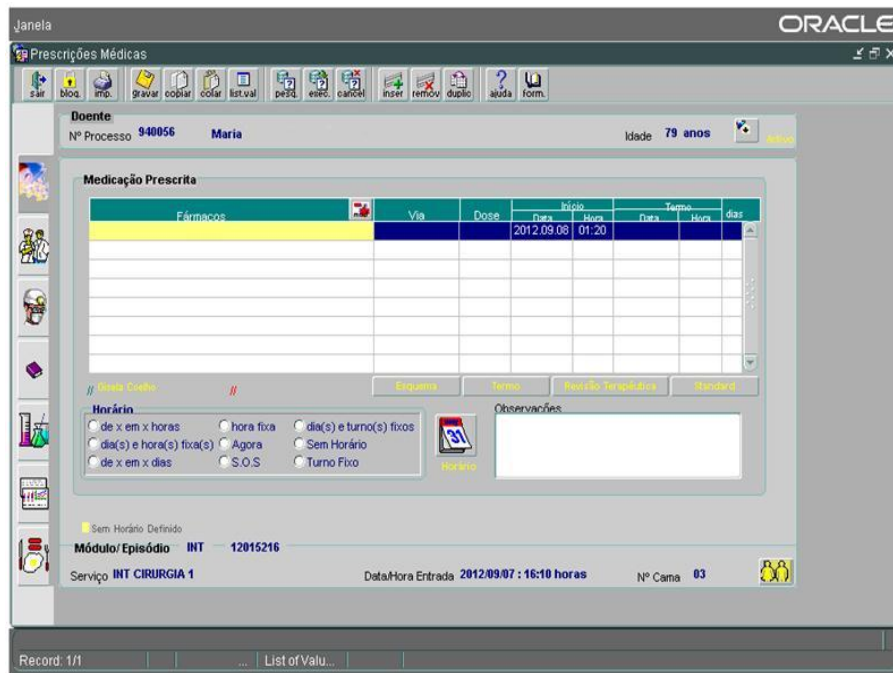 Janela
ORACLE
Prescrições Médicas
sair bloq. imp. gravar copiar colar list.val pesq. exec. cancel inser remov duplic ajuda form.
Doente
Nº Processo 940056 Maria Idade 79 anos
Activo
Medicação Prescrita
Início Termo
Fármacos Via Dose Data Hora Data Hora dias
2012.09.08 01:20
// Gisela Coelho //
Esquema Termo Revisão Terapêutica Standard
Horário Observações
de x em x horas hora fixa dia(s) e turno(s) fixos
dia(s) e hora(s) fixa(s) Agora Sem Horário
de x em x dias S.O.S Turno Fixo
31
Horário
Sem Horário Definido
Módulo/Episódio INT 12015216
Serviço INT CIRURGIA 1 Data/Hora Entrada 2012/09/07 : 16:10 horas Nº Cama 03
Record: 1/1 ... List of Valu...